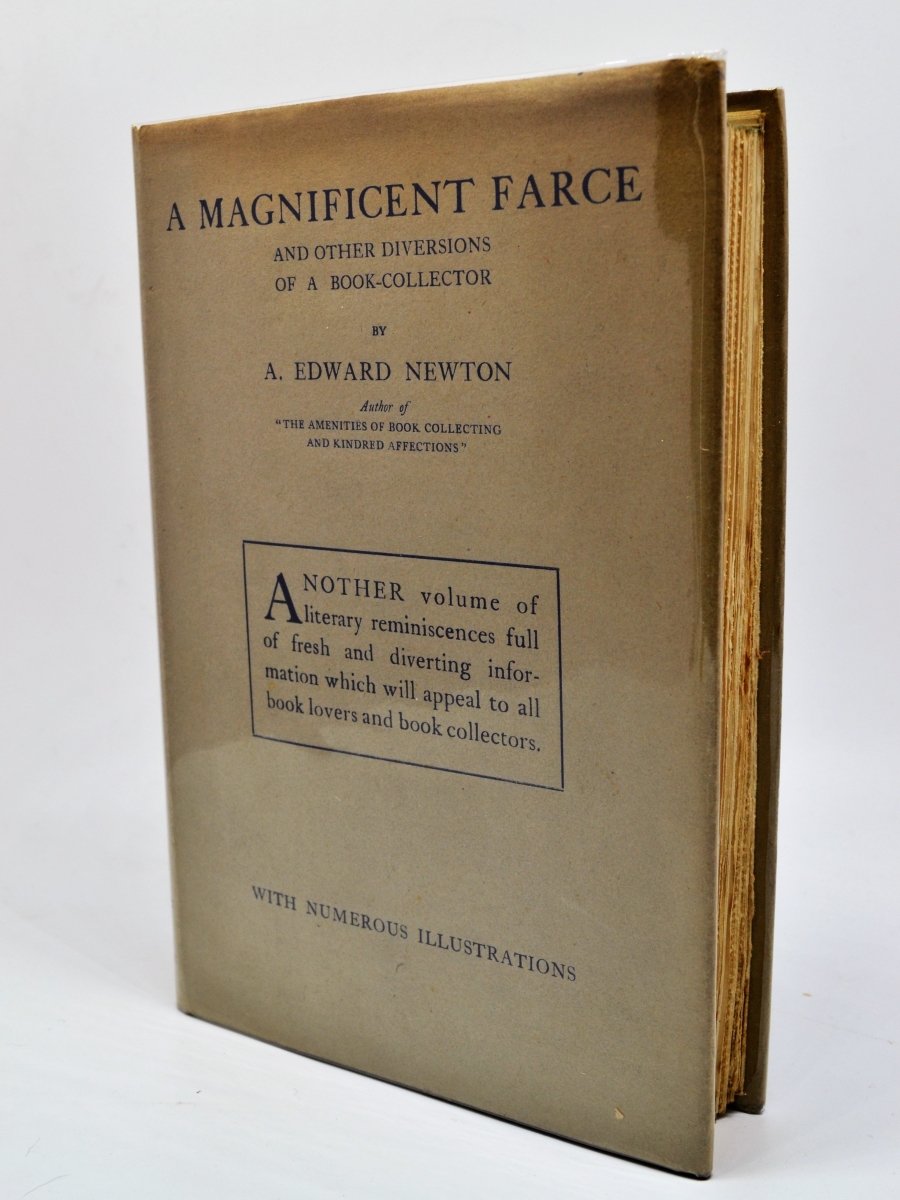 A MAGNIFICENT FARCE
AND OTHER DIVERSIONS
OF A BOOK-COLLECTOR
BY
A. EDWARD NEWTON
Author of
"THE AMENITIES OF BOOK COLLECTING
AND KINDRED AFFECTIONS"
ANOTHER volume of
literary reminiscences full
of fresh and diverting infor-
mation which will appeal to all
book lovers and book collectors.
WITH NUMEROUS ILLUSTRATIONS